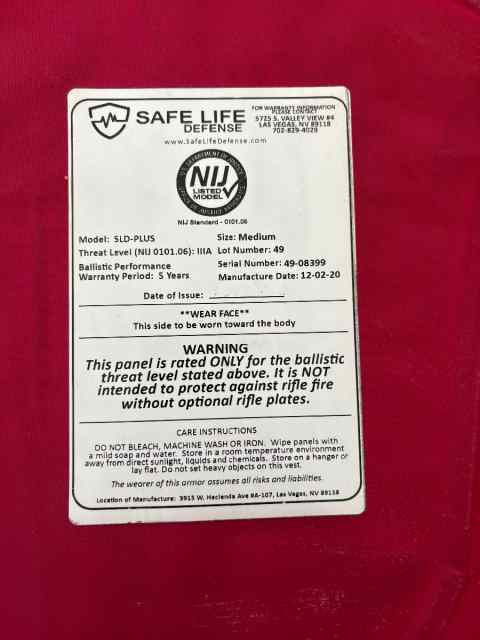 SAFE LIFE
DEFENSE
FOR WARRANTY INFORMATION
PLEASE CONTACT
5725 S. VALLEY VIEW #4
LAS VEGAS, NV 89118
702-829-4028
www.SafeLifeDefense.com
NIJ
LISTED
MODEL
NIJ Standard - 0101.06
Model: SLD-PLUS
Size: Medium
Threat Level (NIJ 0101.06): IIIA
Lot Number: 49
Ballistic Performance
Warranty Period: 5 Years
Serial Number: 49-08399
Manufacture Date: 12-02-20
Date of Issue:
**WEAR FACE**
This side to be worn toward the body
WARNING
This panel is rated ONLY for the ballistic
threat level stated above. It is NOT
intended to protect against rifle fire
without optional rifle plates.
CARE INSTRUCTIONS
DO NOT BLEACH, MACHINE WASH OR IRON. Wipe panels with
a mild soap and water. Store in a room temperature environment
away from direct sunlight, liquids and chemicals. Store on a hanger or
lay flat. Do not set heavy objects on this vest.
The wearer of this armor assumes all risks and liabilities.
Location of Manufacture: 3915 W. Hacienda Ave #A-107, Las Vegas, NV 89118